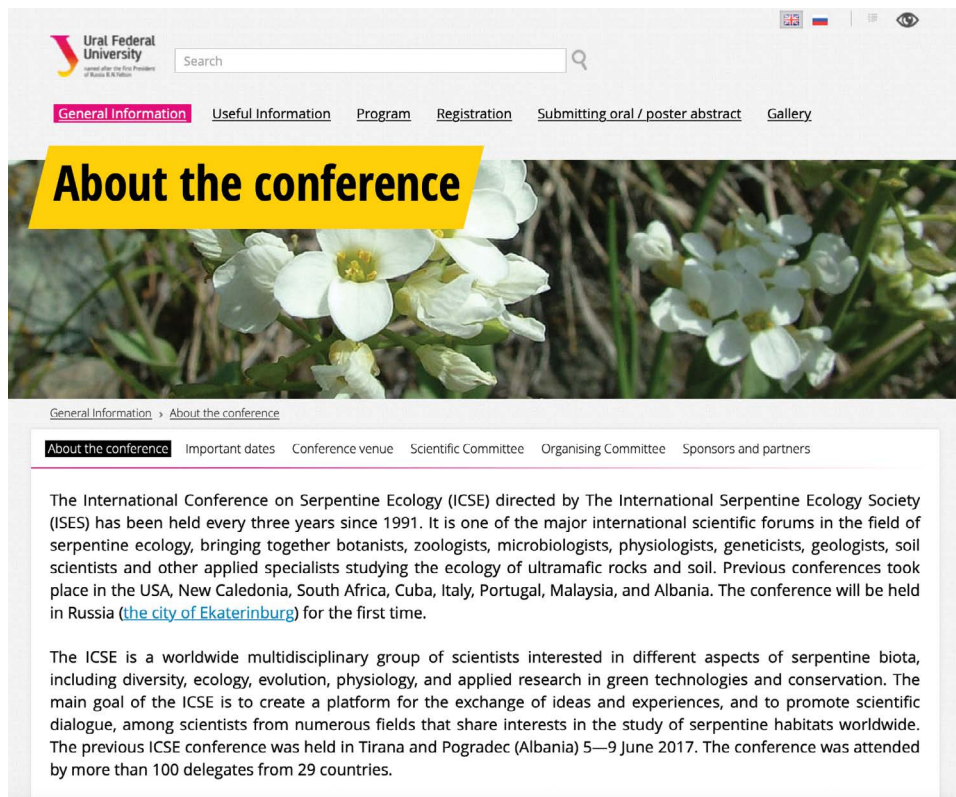 Ural Federal
University
named after the First President
of Russia B.N.Yeltsin
Search
General Information
Useful Information
Program
Registration
Submitting oral / poster abstract
Gallery
About the conference
General Information › About the conference
About the conference
Important dates
Conference venue
Scientific Committee
Organising Committee
Sponsors and partners
The International Conference on Serpentine Ecology (ICSE) directed by The International Serpentine Ecology Society
(ISES) has been held every three years since 1991. It is one of the major international scientific forums in the field of
serpentine ecology, bringing together botanists, zoologists, microbiologists, physiologists, geneticists, geologists, soil
scientists and other applied specialists studying the ecology of ultramafic rocks and soil. Previous conferences took
place in the USA, New Caledonia, South Africa, Cuba, Italy, Portugal, Malaysia, and Albania. The conference will be held
in Russia (the city of Ekaterinburg) for the first time.
The ICSE is a worldwide multidisciplinary group of scientists interested in different aspects of serpentine biota,
including diversity, ecology, evolution, physiology, and applied research in green technologies and conservation. The
main goal of the ICSE is to create a platform for the exchange of ideas and experiences, and to promote scientific
dialogue, among scientists from numerous fields that share interests in the study of serpentine habitats worldwide.
The previous ICSE conference was held in Tirana and Pogradec (Albania) 5—9 June 2017. The conference was attended
by more than 100 delegates from 29 countries.